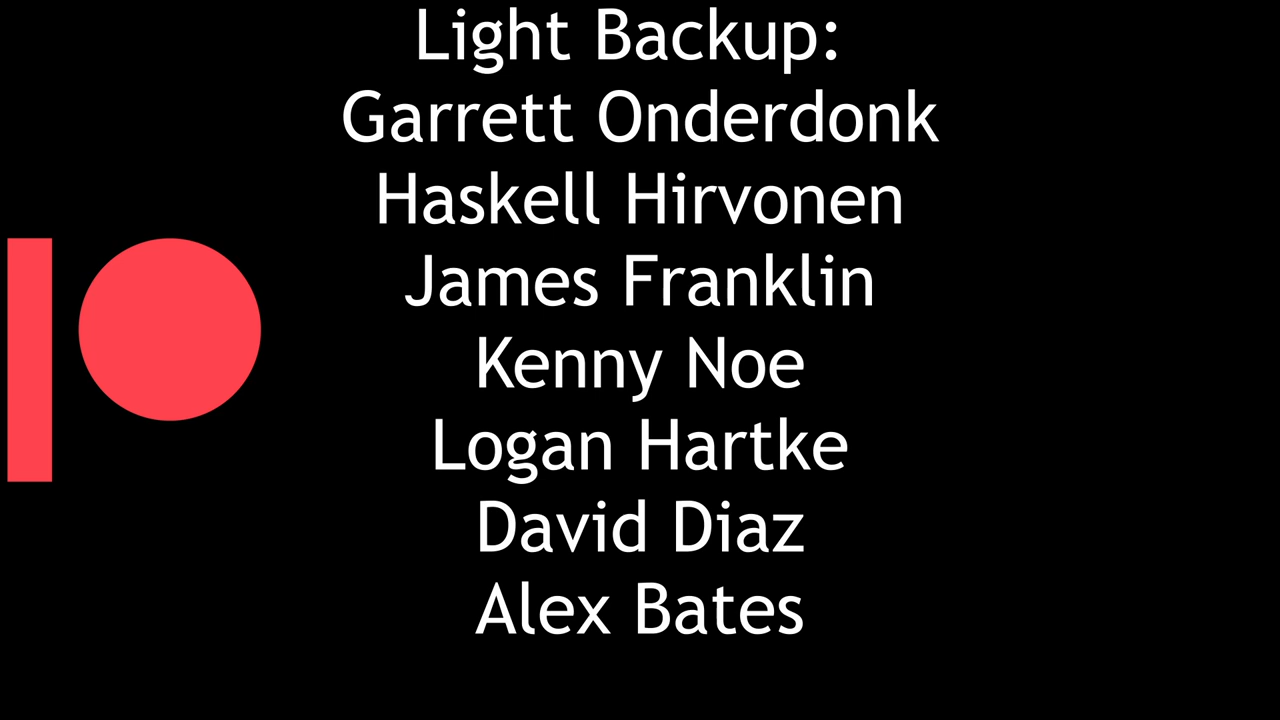 Light Backup:
Garrett Onderdonk
Haskell Hirvonen
James Franklin
Kenny Noe
Logan Hartke
David Diaz
Alex Bates